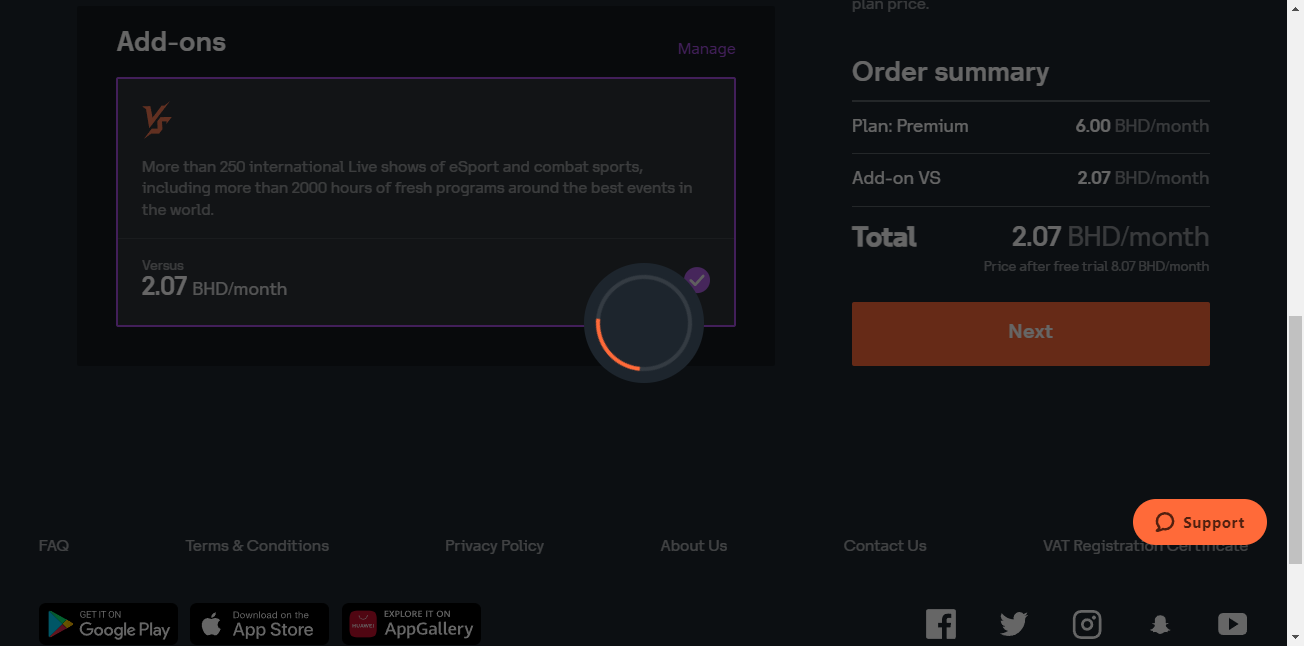 plan price.
Add-ons
Manage
Order summary
Plan: Premium 6.00 BHD/month
VS
More than 250 international Live shows of eSport and combat sports,
including more than 2000 hours of fresh programs around the best events in
the world.
Add-on VS 2.07 BHD/month
Total 2.07 BHD/month
Price after free trial 8.07 BHD/month
Versus
2.07 BHD/month
Next
Support
FAQ Terms & Conditions Privacy Policy About Us Contact Us VAT Registration Certificate
GET IT ON
Google Play
Download on the
App Store
HUAWEI
EXPLORE IT ON
AppGallery